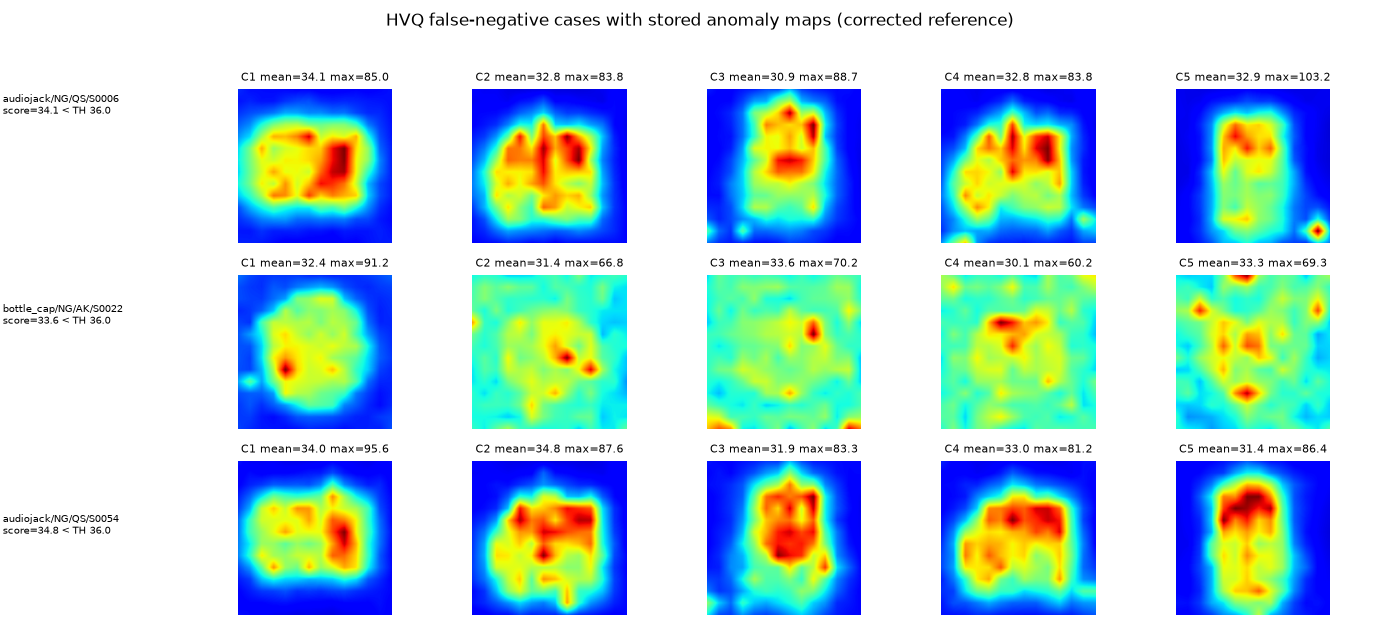 HVQ false-negative cases with stored anomaly maps (corrected reference)
audiojack/NG/QS/S0006
score=34.1 < TH 36.0
C1 mean=34.1 max=85.0
C2 mean=32.8 max=83.8
C3 mean=30.9 max=88.7
C4 mean=32.8 max=83.8
C5 mean=32.9 max=103.2
bottle_cap/NG/AK/S0022
score=33.6 < TH 36.0
C1 mean=32.4 max=91.2
C2 mean=31.4 max=66.8
C3 mean=33.6 max=70.2
C4 mean=30.1 max=60.2
C5 mean=33.3 max=69.3
audiojack/NG/QS/S0054
score=34.8 < TH 36.0
C1 mean=34.0 max=95.6
C2 mean=34.8 max=87.6
C3 mean=31.9 max=83.3
C4 mean=33.0 max=81.2
C5 mean=31.4 max=86.4